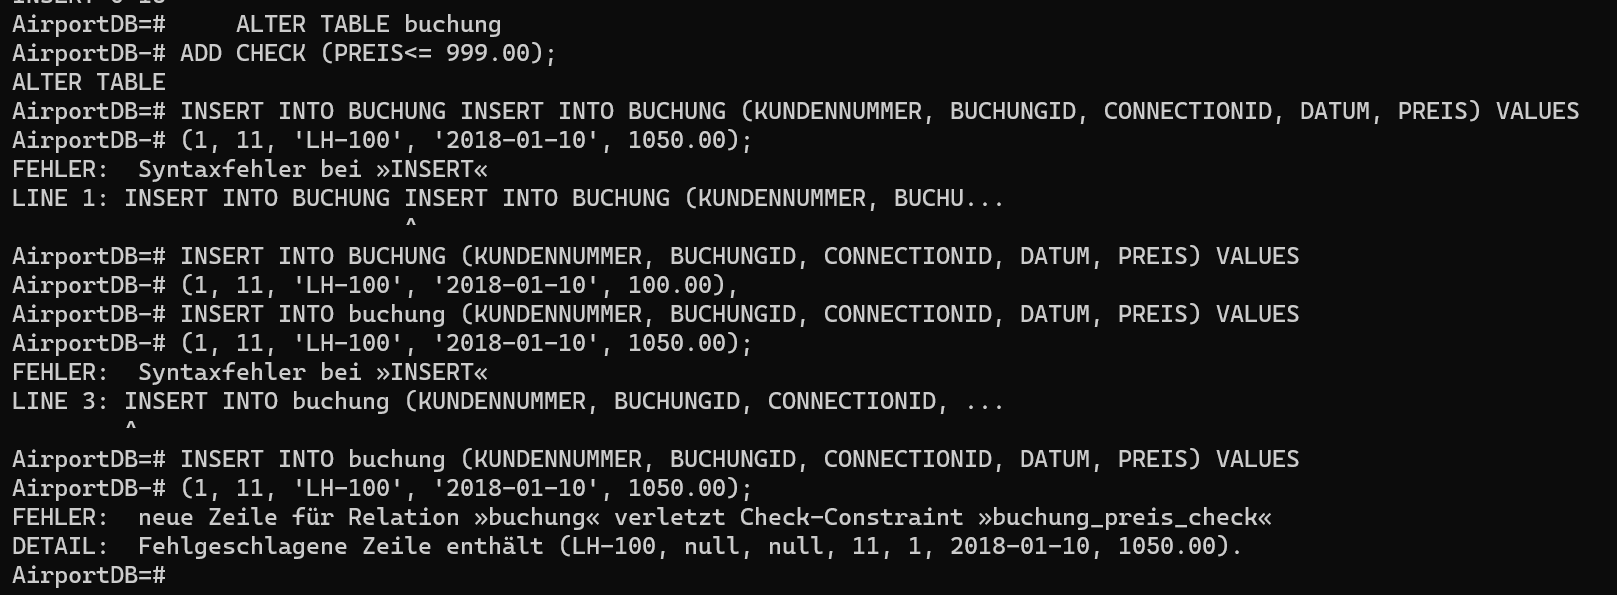 AirportDB=#     ALTER TABLE buchung
AirportDB-# ADD CHECK (PREIS<= 999.00);
ALTER TABLE
AirportDB=# INSERT INTO BUCHUNG INSERT INTO BUCHUNG (KUNDENNUMMER, BUCHUNGID, CONNECTIONID, DATUM, PREIS) VALUES
AirportDB-# (1, 11, 'LH-100', '2018-01-10', 1050.00);
FEHLER:  Syntaxfehler bei »INSERT«
LINE 1: INSERT INTO BUCHUNG INSERT INTO BUCHUNG (KUNDENNUMMER, BUCHU...
                            ^
AirportDB=# INSERT INTO BUCHUNG (KUNDENNUMMER, BUCHUNGID, CONNECTIONID, DATUM, PREIS) VALUES
AirportDB-# (1, 11, 'LH-100', '2018-01-10', 100.00),
AirportDB-# INSERT INTO buchung (KUNDENNUMMER, BUCHUNGID, CONNECTIONID, DATUM, PREIS) VALUES
AirportDB-# (1, 11, 'LH-100', '2018-01-10', 1050.00);
FEHLER:  Syntaxfehler bei »INSERT«
LINE 3: INSERT INTO buchung (KUNDENNUMMER, BUCHUNGID, CONNECTIONID, ...
        ^
AirportDB=# INSERT INTO buchung (KUNDENNUMMER, BUCHUNGID, CONNECTIONID, DATUM, PREIS) VALUES
AirportDB-# (1, 11, 'LH-100', '2018-01-10', 1050.00);
FEHLER:  neue Zeile für Relation »buchung« verletzt Check-Constraint »buchung_preis_check«
DETAIL:  Fehlgeschlagene Zeile enthält (LH-100, null, null, 11, 1, 2018-01-10, 1050.00).
AirportDB=#